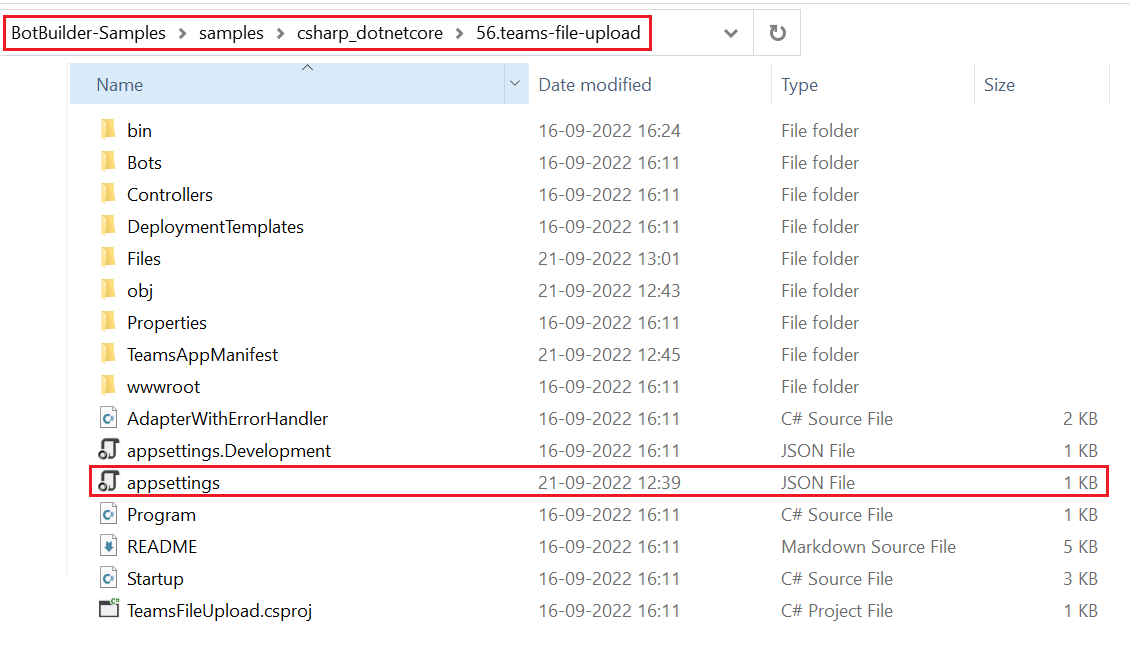 BotBuilder-Samples > samples > csharp_dotnetcore > 56.teams-file-upload
Name Date modified Type Size
bin 16-09-2022 16:24 File folder
Bots 16-09-2022 16:11 File folder
Controllers 16-09-2022 16:11 File folder
DeploymentTemplates 16-09-2022 16:11 File folder
Files 21-09-2022 13:01 File folder
obj 21-09-2022 12:43 File folder
Properties 16-09-2022 16:11 File folder
TeamsAppManifest 21-09-2022 12:45 File folder
wwwroot 16-09-2022 16:11 File folder
AdapterWithErrorHandler 16-09-2022 16:11 C# Source File 2 KB
appsettings.Development 16-09-2022 16:11 JSON File 1 KB
appsettings 21-09-2022 12:39 JSON File 1 KB
Program 16-09-2022 16:11 C# Source File 1 KB
README 16-09-2022 16:11 Markdown Source File 5 KB
Startup 16-09-2022 16:11 C# Source File 3 KB
TeamsFileUpload.csproj 16-09-2022 16:11 C# Project File 1 KB